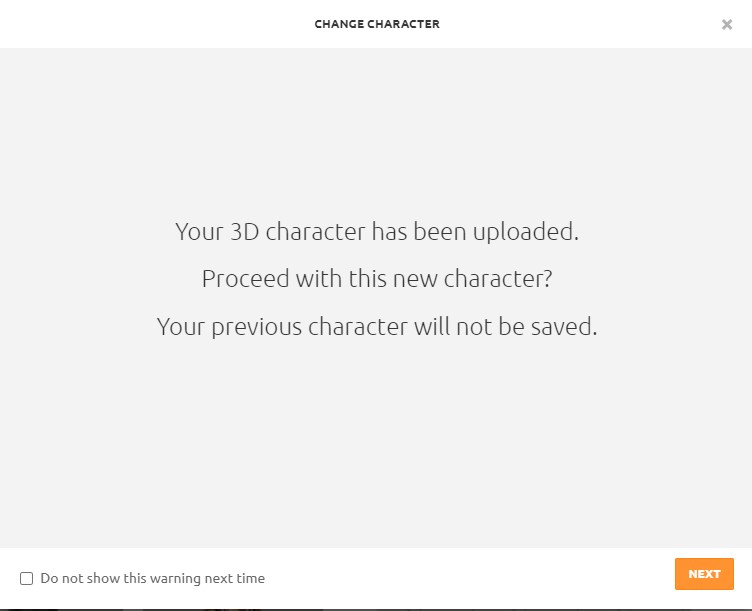 CHANGE CHARACTER
Your 3D character has been uploaded.
Proceed with this new character?
Your previous character will not be saved.
Do not show this warning next time
NEXT